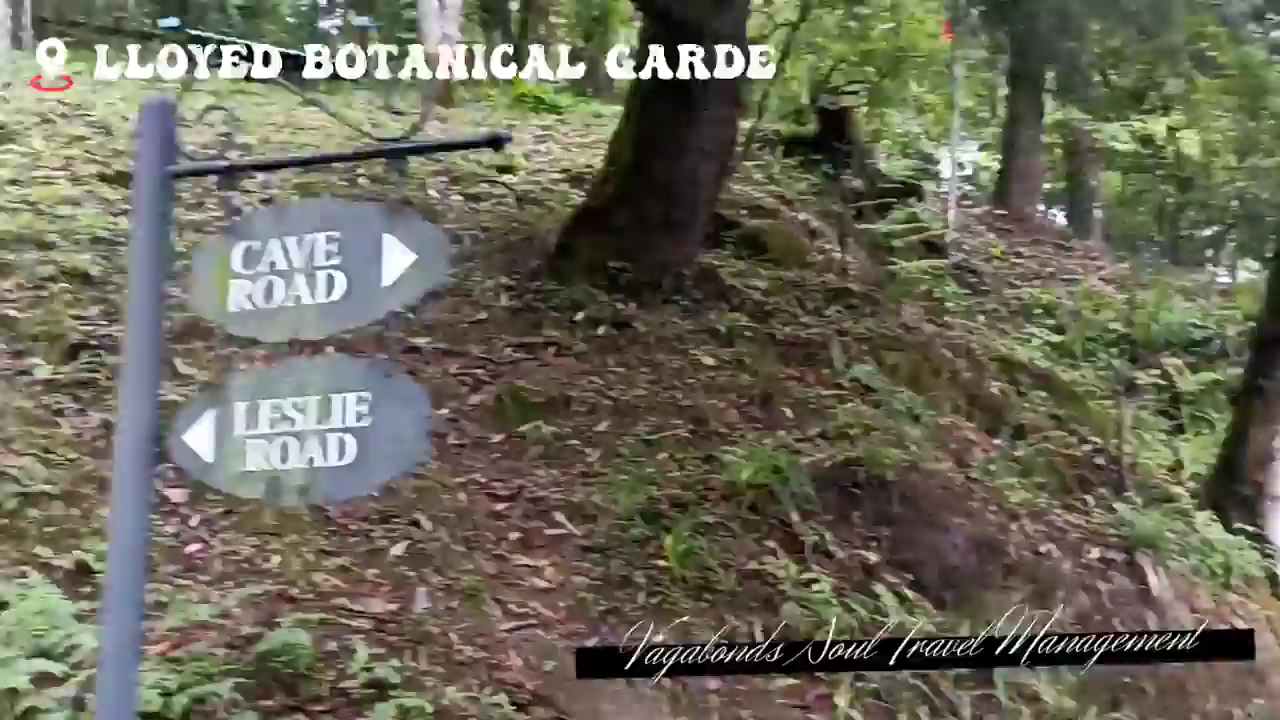 LLOYED BOTANICAL GARDE
CAVE
ROAD
LESLIE
ROAD
Vagabonds Soul Travel Management